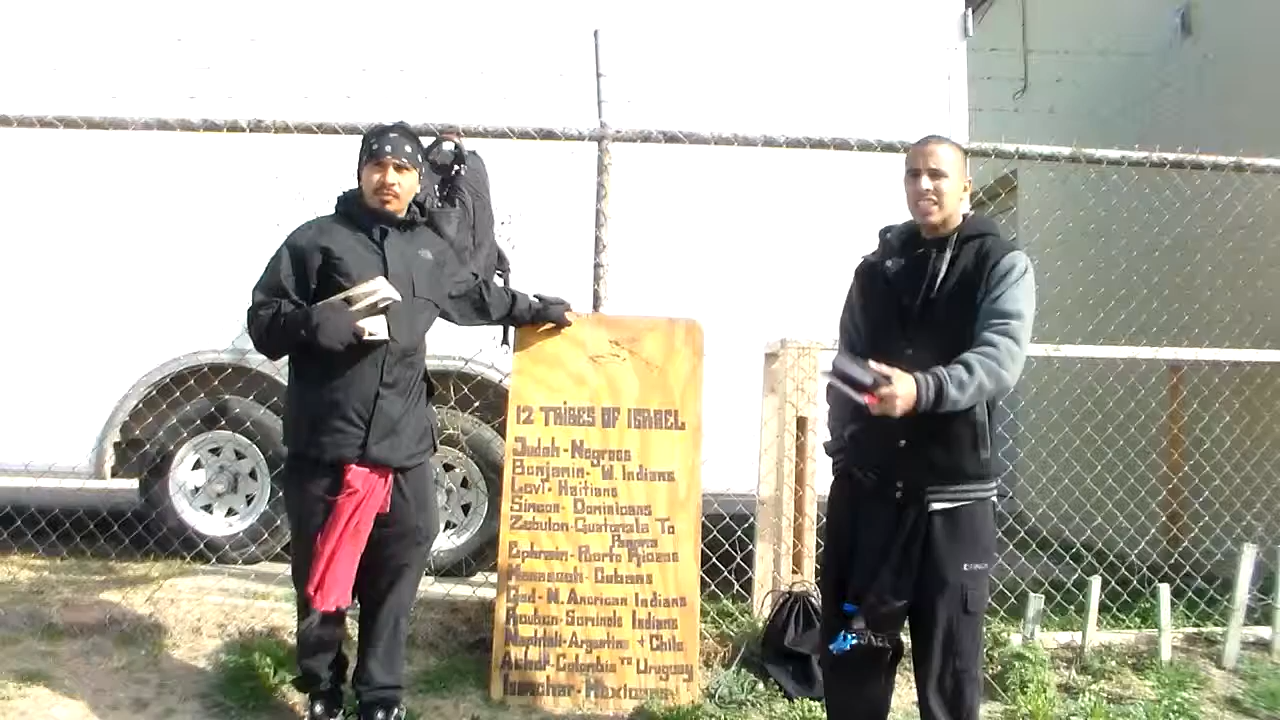 12 TRIBES OF ISRAEL
Judah - Negroes
Benjamin - W. Indians
Levi - Haitians
Simeon - Dominicans
Zebulon - Guatemala To
Panama
Ephraim - Porto Ricans
Manasseh - Cubans
Gad - N. American Indians
Reuben - Seminole Indians
Naphtali - Argentina + Chile
Asher - Colombia To Uruguay
Issachar - Mexicans